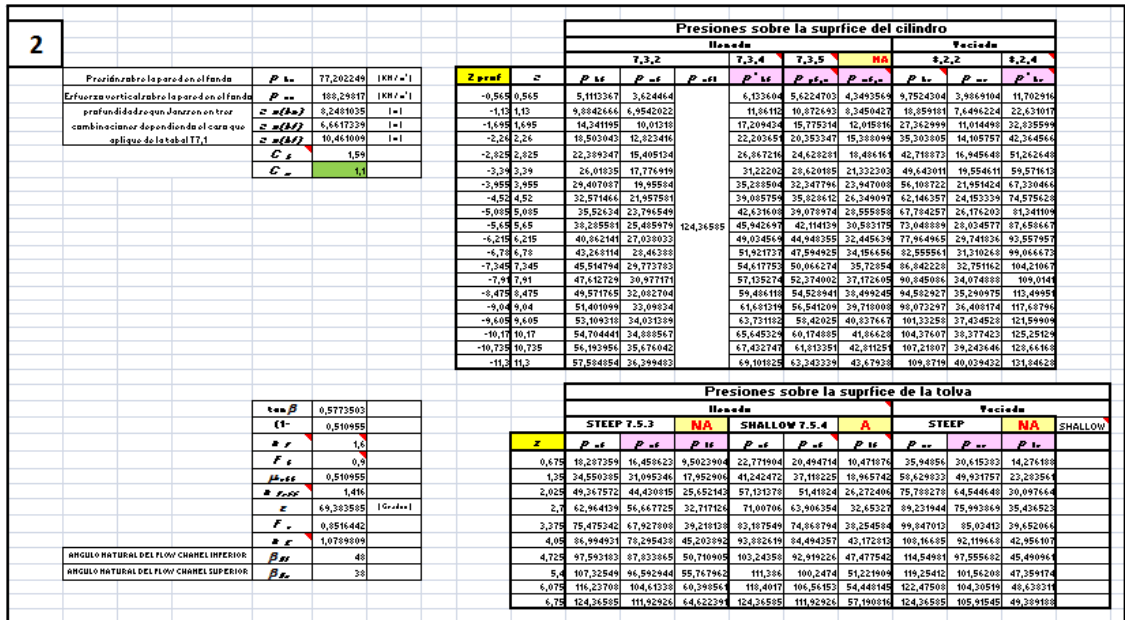 2
Presiones sobre la suprfice del cilindro
Llenado Vaciado
7,3,2 7,3,4 7,3,5 NA 8,2,2 8,2,4
Z prof z P hf P wf P vft P hf P wf,s P he P we P he
Presión sobre la pared en el fondo P ho 77,202249 [KN/m²]
Esfuerzo vertical sobre la pared en el fondo P vo 188,29817 [KN/m²]
profundidad según Janssen en tres 8,2481035 [m]
combinaciones dependiendo el caso que 6,6617339 [m]
aplique de la tabal T7,1 10,461009 [m]
C 1,59
C 1,1
-0,565 0,565 5,1113367 3,624464 6,133604 5,6224703 4,3493569 9,7524304 3,9869104 11,702916
-1,13 1,13 9,8842666 6,9542022 11,86112 10,872693 8,3450427 18,859181 7,6496224 22,631017
-1,695 1,695 14,341195 10,01318 17,209434 15,775314 12,015816 27,362999 11,014498 32,835599
-2,26 2,26 18,503043 12,823416 22,203651 20,353347 15,388099 35,303805 14,105757 42,364566
-2,825 2,825 22,389347 15,405134 26,867216 24,628281 18,486161 42,718873 16,945648 51,262648
-3,39 3,39 26,01835 17,776919 31,22202 28,620185 21,332303 49,643011 19,554611 59,571613
-3,955 3,955 29,407087 19,95584 35,288504 32,347796 23,947008 56,108722 21,951424 67,330466
-4,52 4,52 32,571466 21,957581 39,085759 35,828612 26,349097 62,146357 24,153339 74,575628
-5,085 5,085 35,52634 23,796549 42,631608 39,078974 28,555858 67,784257 26,176203 81,341109
-5,65 5,65 38,285581 25,485979 124,36585 45,942697 42,114139 30,583175 73,048889 28,034577 87,658667
-6,215 6,215 40,862141 27,038033 49,034569 44,948355 32,445639 77,964965 29,741836 93,557957
-6,78 6,78 43,268114 28,46388 51,921737 47,594925 34,156656 82,555561 31,310268 99,066673
-7,345 7,345 45,514794 29,773783 54,617753 50,066274 35,72854 86,842228 32,751162 104,21067
-7,91 7,91 47,612729 30,977171 57,135274 52,374002 37,172605 90,845086 34,074888 109,0141
-8,475 8,475 49,571765 32,082704 59,486118 54,528941 38,499245 94,582927 35,290975 113,49951
-9,04 9,04 51,401099 33,09834 61,681319 56,541209 39,718008 98,073297 36,408174 117,68796
-9,605 9,605 53,109318 34,031389 63,731182 58,42025 40,837667 101,33258 37,434528 121,59909
-10,17 10,17 54,704441 34,888567 65,645329 60,174885 41,86628 104,37607 38,377423 125,25129
-10,735 10,735 56,193956 35,676042 67,432747 61,813351 42,811251 107,21807 39,243646 128,66168
-11,3 11,3 57,584854 36,399483 69,101825 63,343339 43,67938 109,8719 40,039432 131,84628
Presiones sobre la suprfice de la tolva
Llenado Vaciado
STEEP 7.5.3 NA SHALLOW 7.5.4 A STEEP NA SHALLOW
z P vf P nf P tf P vf P nf P tf P ve P ne P te
tan β 0,5773503
(1- 0,510955
a F 1,6
F f 0,9
μheff 0,510955
1,416
ε 69,383585 [Grados]
F e 0,8516442
1,0789809
ANGULO NATURAL DEL FLOW CHANEL INFERIOR β 48
ANGULO NATURAL DEL FLOW CHANEL SUPERIOR β 38
0,675 18,287359 16,458623 9,5023904 22,771904 20,494714 10,471876 35,94856 30,615383 14,276188
1,35 34,550385 31,095346 17,952906 41,242472 37,118225 18,965742 58,629833 49,931757 23,283561
2,025 49,367572 44,430815 25,652143 57,131378 51,41824 26,272406 75,788278 64,544648 30,097664
2,7 62,964139 56,667725 32,717126 71,00706 63,906354 32,65327 89,231944 75,993869 35,436523
3,375 75,475342 67,927808 39,218138 83,187549 74,868794 38,254584 99,847013 85,03413 39,652066
4,05 86,994931 78,295438 45,203892 93,882619 84,494357 43,172813 108,16685 92,119668 42,956107
4,725 97,593183 87,833865 50,710905 103,24358 92,919226 47,477542 114,54981 97,555682 45,490961
5,4 107,32549 96,592944 55,767962 111,386 100,2474 51,221909 119,25412 101,56208 47,359174
6,075 116,23708 104,61338 60,398561 118,4017 106,56153 54,448145 122,47508 104,30519 48,638311
6,75 124,36585 111,92926 64,622391 124,36585 111,92926 57,190816 124,36585 105,91545 49,389188